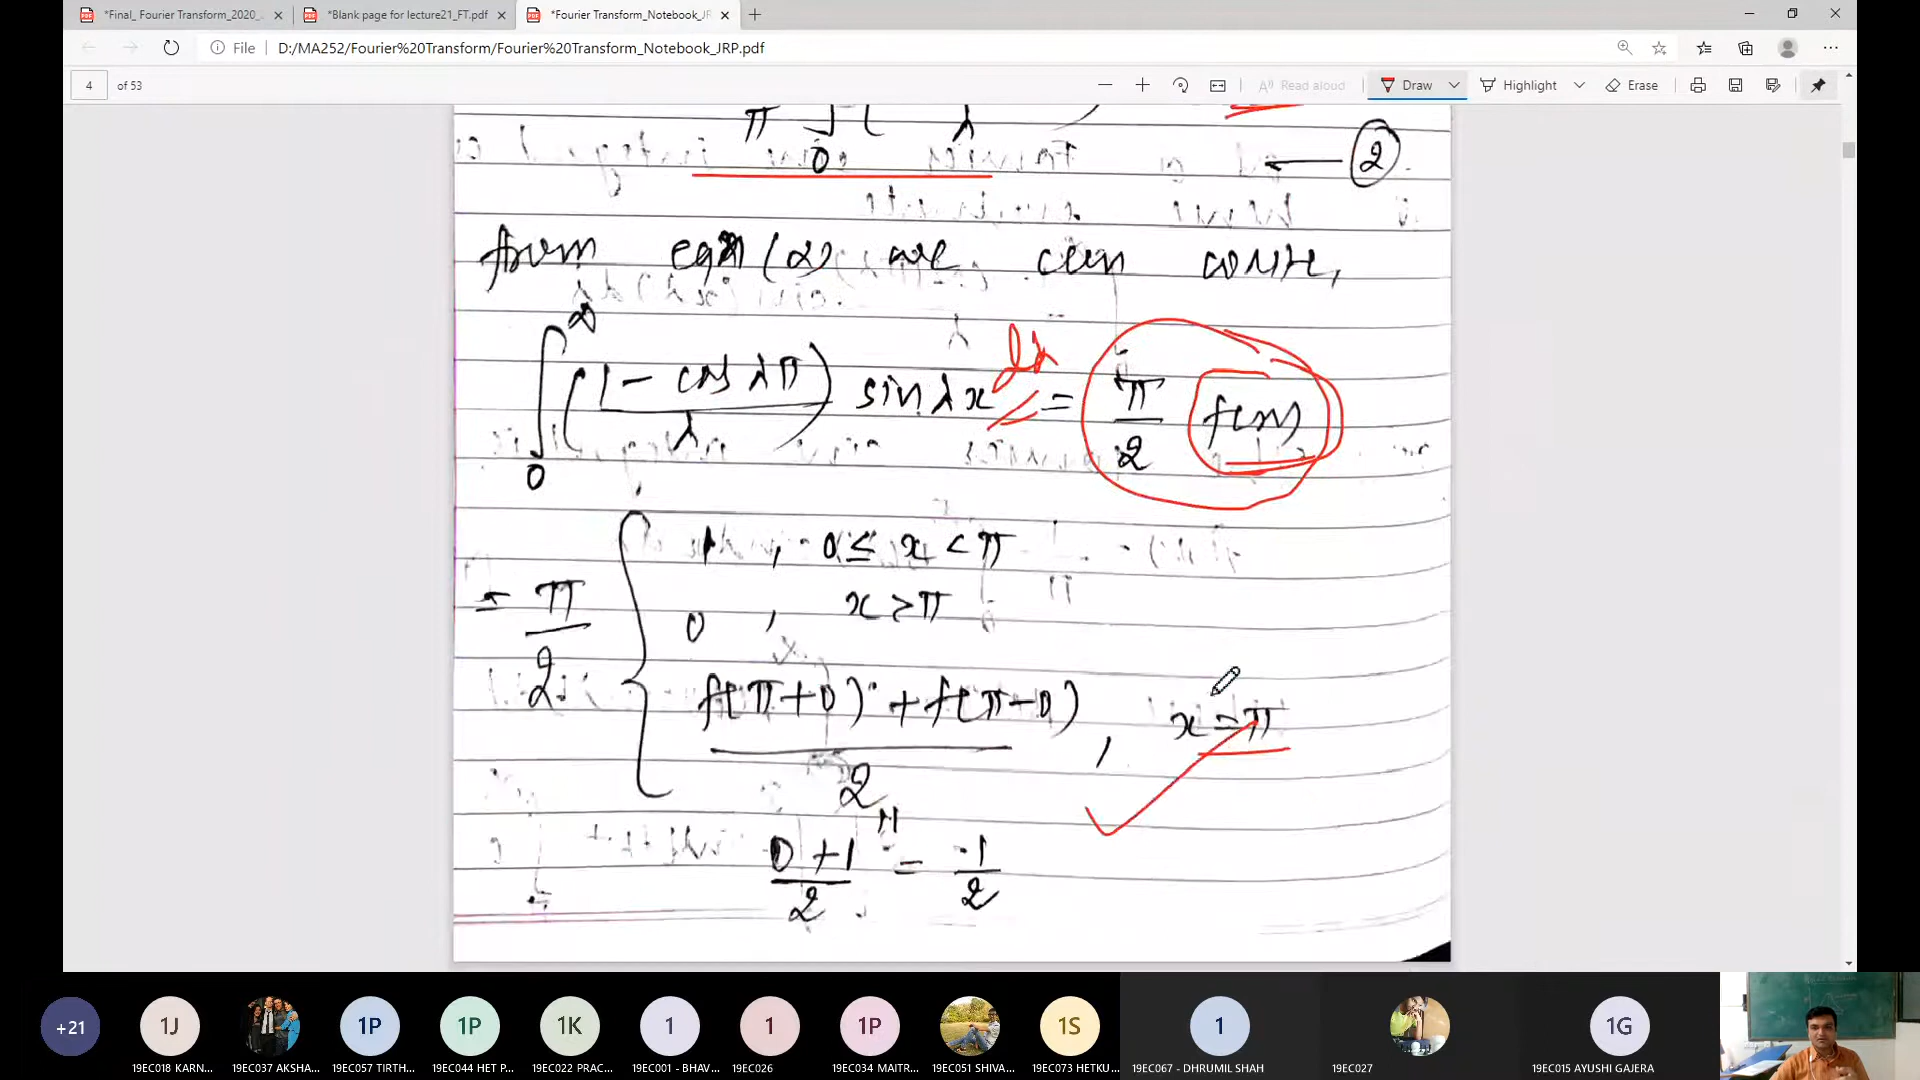 *Final_ Fourier Transform_2020_
*Blank page for lecture21_FT.pdf
*Fourier Transform_Notebook_JR
File
D:/MA252/Fourier%20Transform/Fourier%20Transform_Notebook_JRP.pdf
4 of 53
Read aloud
Draw
Highlight
Erase
π ∫ ( λ
0
← ②
from eqn (2) we can write,
∫₀^∞ (1 - cos λπ / λ) sin λx dλ = π/2 f(x)
= π/2 { 1, 0 ≤ x < π
0, x > π
f(π+0) + f(π-0) / 2, x = π
0+1 / 2 = 1/2
+21
1J
1P
1P
1K
1
1
1P
1S
1
1G
19EC018 KARN...
19EC037 AKSHA...
19EC057 TIRTH...
19EC044 HET P...
19EC022 PRAC...
19EC001 - BHAV...
19EC026
19EC034 MAITR...
19EC051 SHIVA...
19EC073 HETKU...
19EC067 - DHRUMIL SHAH
19EC027
19EC015 AYUSHI GAJERA